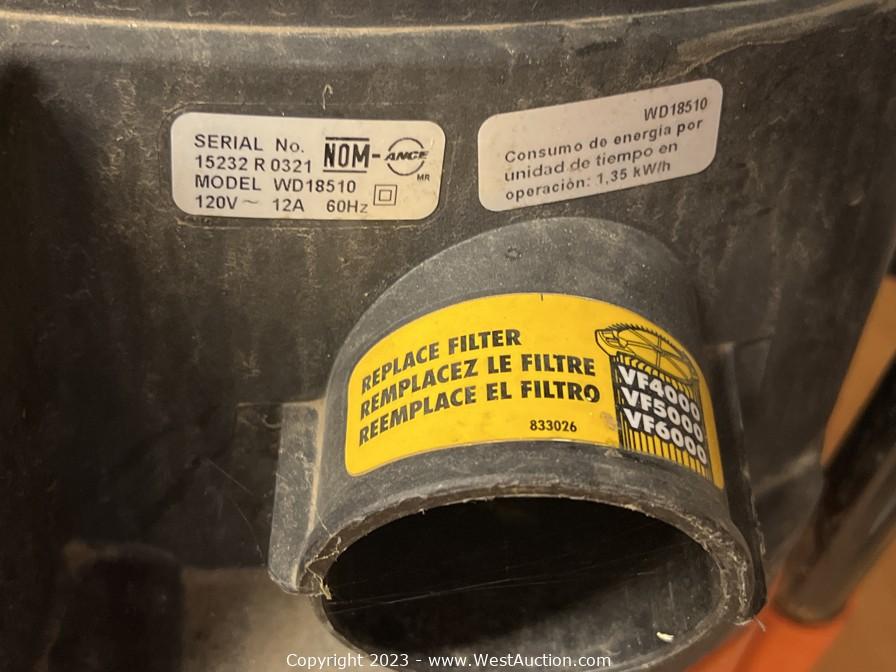 SERIAL No.
15232 R 0321
NOM-ANCE
MR
MODEL WD18510
120V ~ 12A 60Hz
WD18510
Consumo de energía por
unidad de tiempo en
operación: 1,35 kW/h
REPLACE FILTER
REMPLACEZ LE FILTRE
REEMPLACE EL FILTRO
833026
VF4000
VF5000
VF6000
Copyright 2023 - www.WestAuction.com